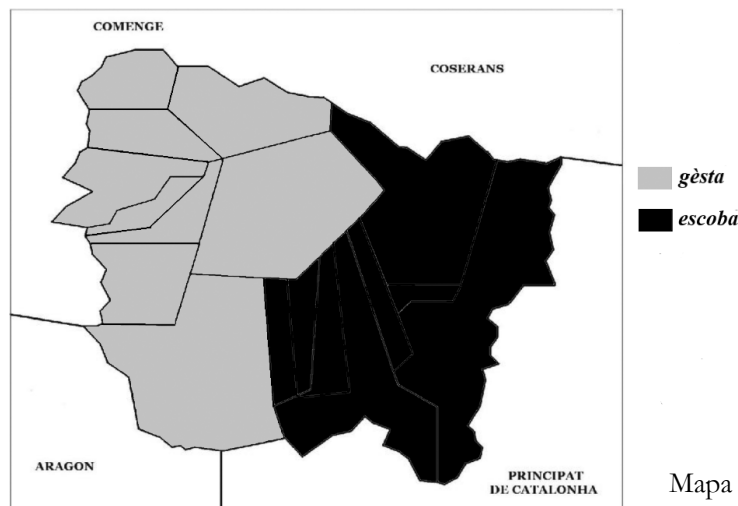 COMENGE
COSERANS
gèsta
escoba
ARAGON
PRINCIPAT
DE CATALONHA
Mapa